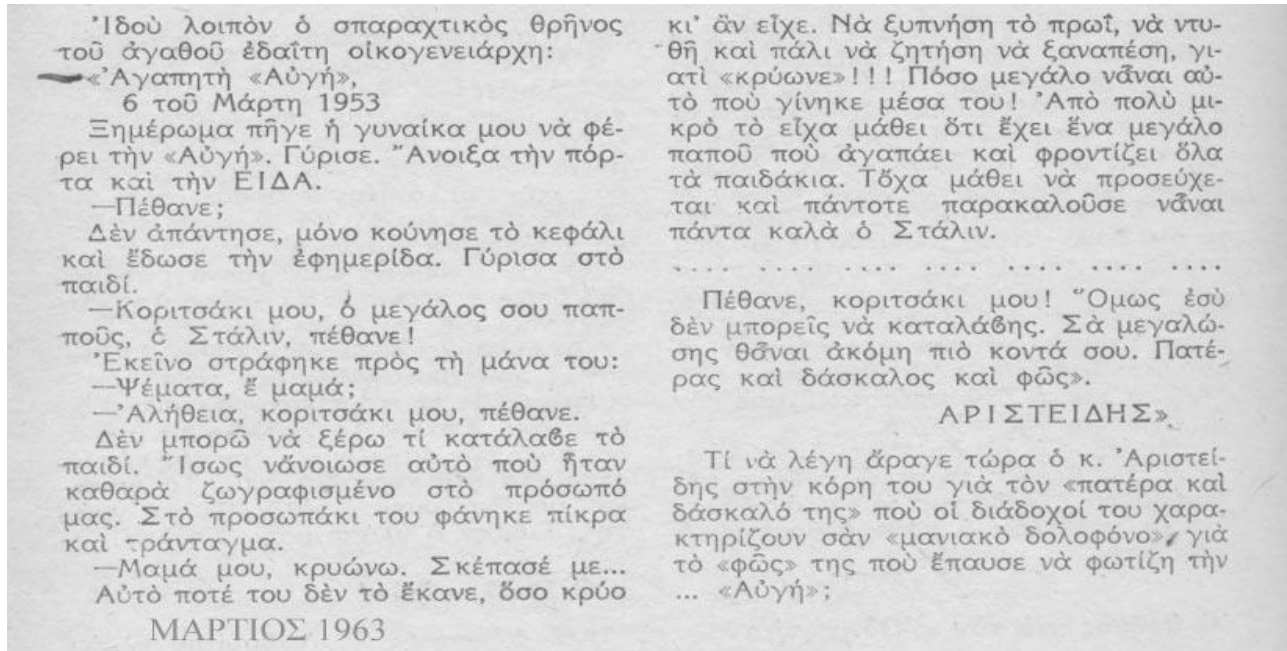 Ἰδοὺ λοιπὸν ὁ σπαραχτικὸς θρῆνος
τοῦ ἀγαθοῦ ἐδαΐτη οἰκογενειάρχη:
—«Ἀγαπητὴ «Αὐγή»,
6 τοῦ Μάρτη 1953
Ξημέρωμα πῆγε ἡ γυναίκα μου νὰ φέ-
ρει τὴν «Αὐγή». Γύρισε. Ἄνοιξα τὴν πόρ-
τα καὶ τὴν ΕΙΔΑ.
—Πέθανε;
Δὲν ἀπάντησε, μόνο κούνησε τὸ κεφάλι
καὶ ἔδωσε τὴν ἐφημερίδα. Γύρισα στὸ
παιδί.
—Κοριτσάκι μου, ὁ μεγάλος σου παπ-
ποῦς, ὁ Στάλιν, πέθανε!
Ἐκεῖνο στράφηκε πρὸς τὴ μάνα του:
—Ψέματα, ἔ μαμά;
—Ἀλήθεια, κοριτσάκι μου, πέθανε.
Δὲν μπορῶ νὰ ξέρω τί κατάλαβε τὸ
παιδί. Ἴσως νἄνοιωσε αὐτὸ ποὺ ἦταν
καθαρὰ ζωγραφισμένο στὸ πρόσωπό
μας. Στὸ προσωπάκι του φάνηκε πίκρα
καὶ τράνταγμα.
—Μαμά μου, κρυώνω. Σκέπασέ με...
Αὐτὸ ποτέ του δὲν τὸ ἔκανε, ὅσο κρύο
κι' ἂν εἶχε. Νὰ ξυπνήση τὸ πρωΐ, νὰ ντυ-
θῆ καὶ πάλι νὰ ζητήση νὰ ξαναπέση, γι-
ατὶ «κρύωνε»!!! Πόσο μεγάλο νἆναι αὐ-
τὸ ποὺ γίνηκε μέσα του! Ἀπὸ πολὺ μι-
κρὸ τὸ εἶχα μάθει ὅτι ἔχει ἕνα μεγάλο
παποῦ ποὺ ἀγαπάει καὶ φροντίζει ὅλα
τὰ παιδάκια. Τὄχα μάθει νὰ προσεύχε-
ται καὶ πάντοτε παρακαλοῦσε νἆναι
πάντα καλὰ ὁ Στάλιν.
.... .... .... .... .... .... ....
Πέθανε, κοριτσάκι μου! Ὅμως ἐσὺ
δὲν μπορεῖς νὰ καταλάβης. Σὰ μεγαλώ-
σης θἆναι ἀκόμη πιὸ κοντά σου. Πατέ-
ρας καὶ δάσκαλος καὶ φῶς».
ΑΡΙΣΤΕΙΔΗΣ»
Τί νὰ λέγη ἄραγε τώρα ὁ κ. Ἀριστεί-
δης στὴν κόρη του γιὰ τὸν «πατέρα καὶ
δάσκαλό της» ποὺ οἱ διάδοχοί του χαρα-
κτηρίζουν σὰν «μανιακὸ δολοφόνο», γιὰ
τὸ «φῶς» της ποὺ ἔπαυσε νὰ φωτίζη τὴν
... «Αὐγή»;
ΜΑΡΤΙΟΣ 1963